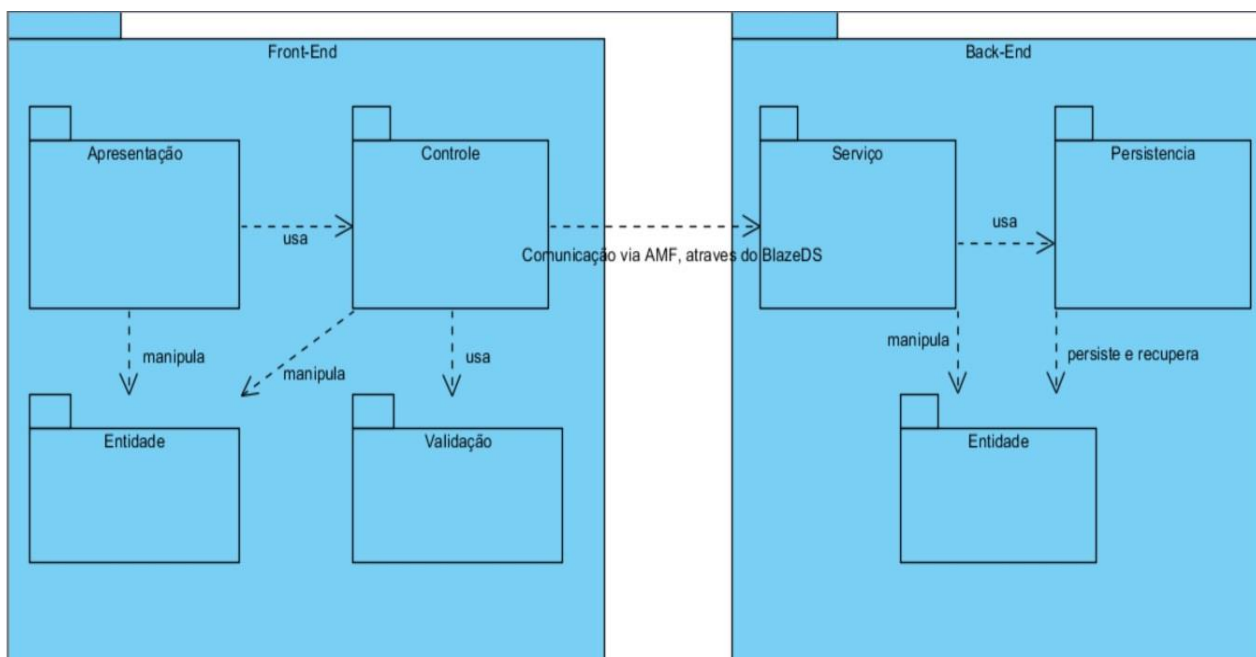 Front-End
Back-End
Apresentação
Controle
Serviço
Persistencia
usa
Comunicação via AMF, atraves do BlazeDS
usa
manipula
manipula
usa
manipula
persiste e recupera
Entidade
Validação
Entidade